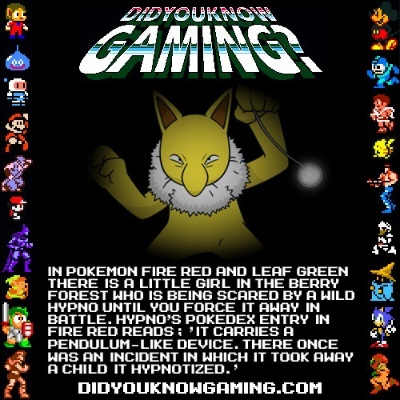 DIDYOUKNOW
GAMING?
IN POKEMON FIRE RED AND LEAF GREEN
THERE IS A LITTLE GIRL IN THE BERRY
FOREST WHO IS BEING SCARED BY A WILD
HYPNO UNTIL YOU FORCE IT AWAY IN
BATTLE. HYPNO'S POKEDEX ENTRY IN
FIRE RED READS; 'IT CARRIES A
PENDULUM-LIKE DEVICE. THERE ONCE
WAS AN INCIDENT IN WHICH IT TOOK AWAY
A CHILD IT HYPNOTIZED.'
DIDYOUKNOWGAMING.COM